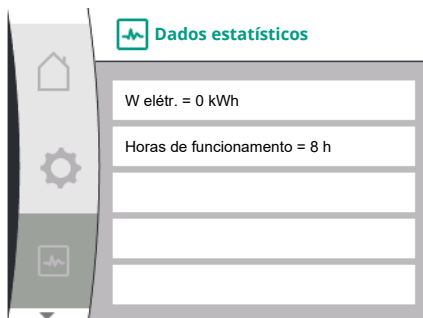 Dados estatísticos
W elétr. = 0 kWh
Horas de funcionamento = 8 h